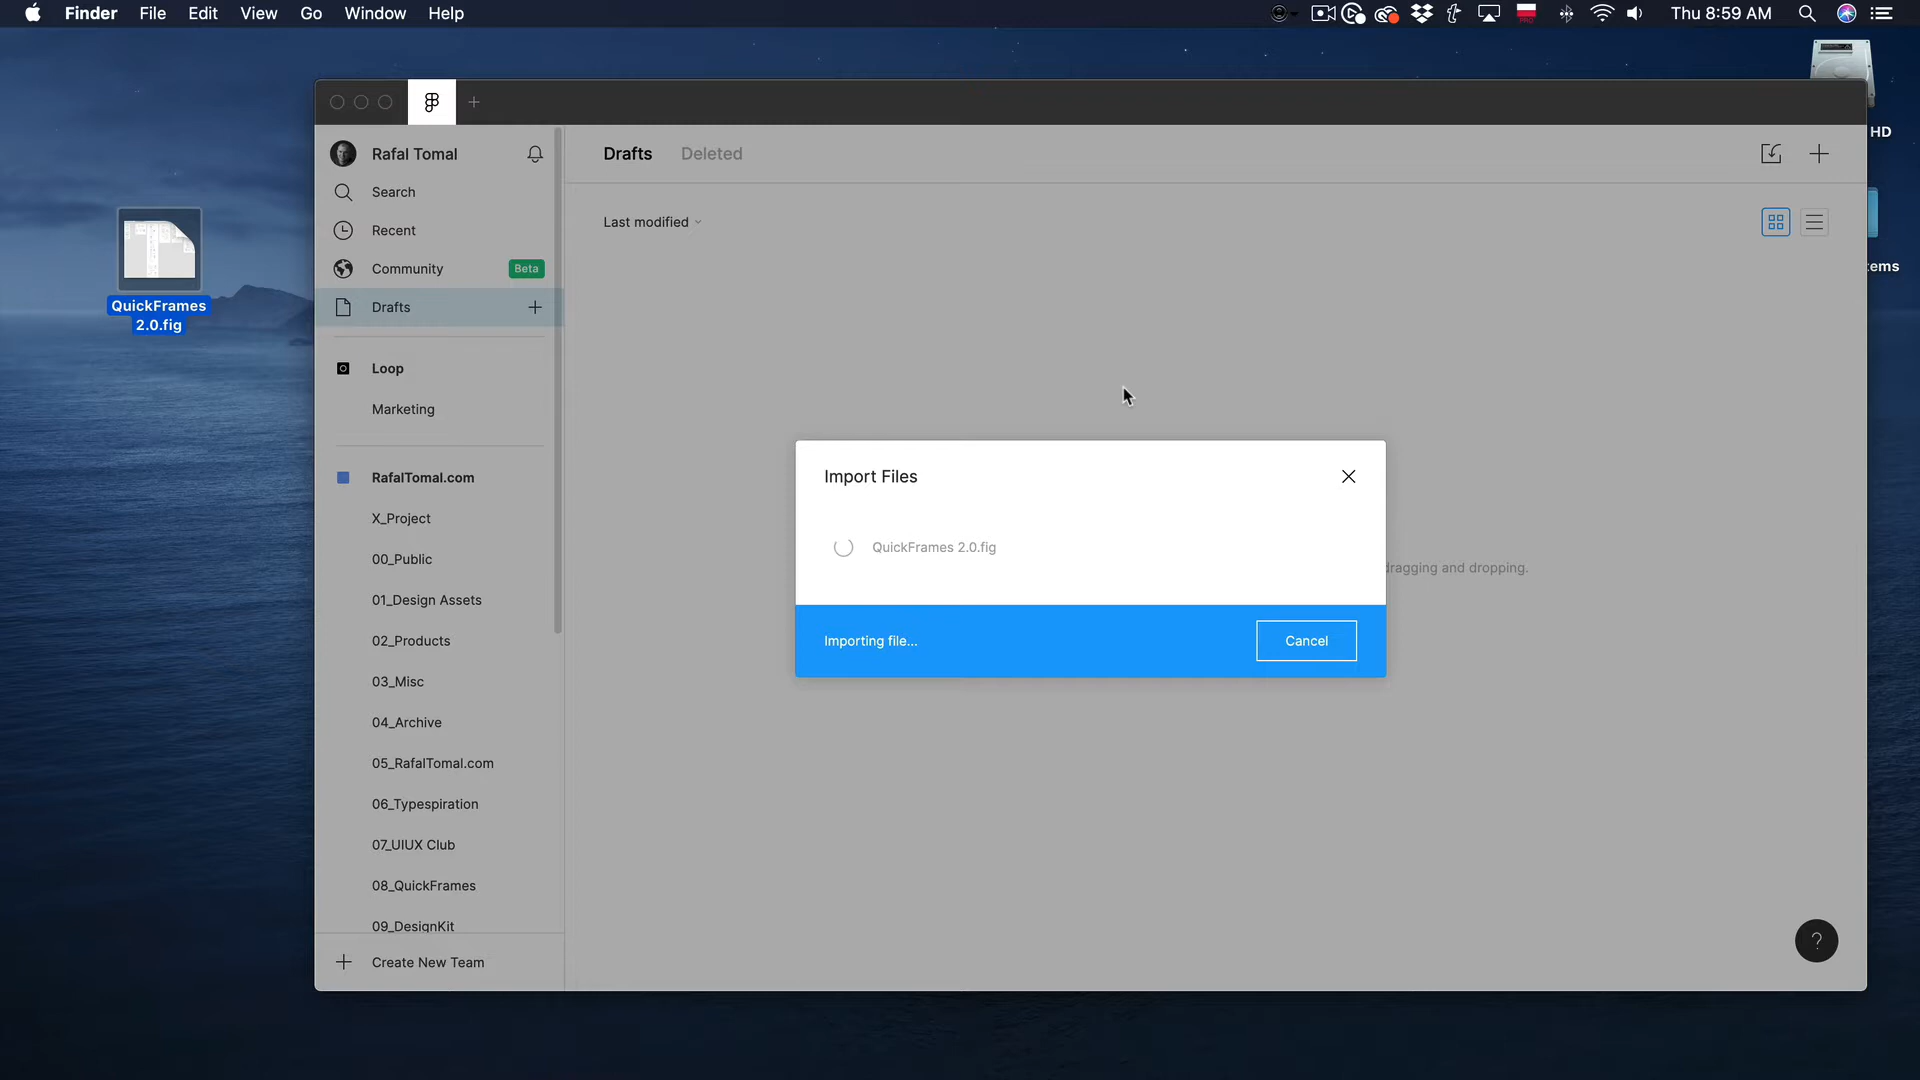 Finder File Edit View Go Window Help
Thu 8:59 AM
HD
QuickFrames
2.0.fig
Rafal Tomal
Search
Recent
Community Beta
Drafts
Loop
Marketing
RafalTomal.com
X_Project
00_Public
01_Design Assets
02_Products
03_Misc
04_Archive
05_RafalTomal.com
06_Typespiration
07_UIUX Club
08_QuickFrames
09_DesignKit
Create New Team
Drafts Deleted
Last modified
tems
Import Files
QuickFrames 2.0.fig
dragging and dropping.
Importing file...
Cancel
?